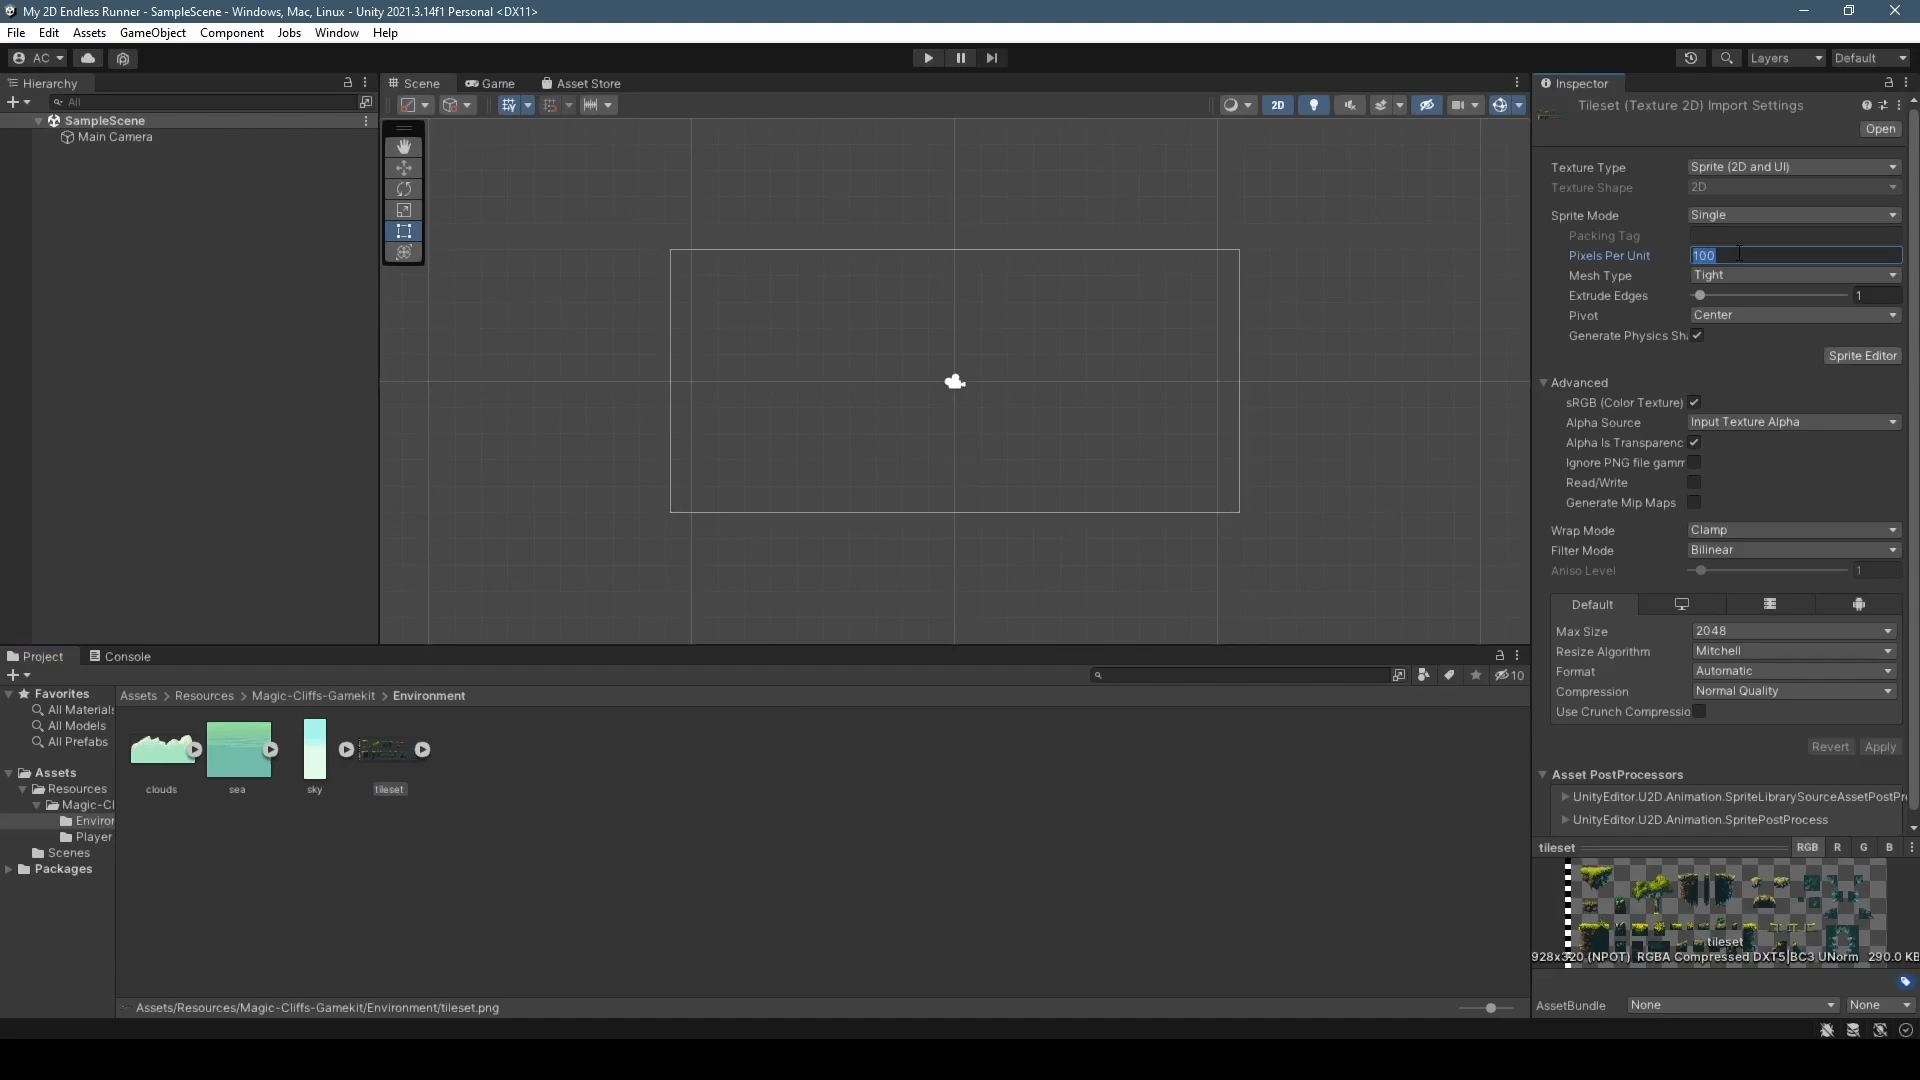 My 2D Endless Runner - SampleScene - Windows, Mac, Linux - Unity 2021.3.14f1 Personal <DX11>
File Edit Assets GameObject Component Jobs Window Help
AC Layers Default
Hierarchy Scene Game Asset Store Inspector
All 2D Tileset (Texture 2D) Import Settings
SampleScene Open
Main Camera
Texture Type Sprite (2D and UI)
Texture Shape 2D
Sprite Mode Single
Packing Tag
Pixels Per Unit 100
Mesh Type Tight
Extrude Edges 1
Pivot Center
Generate Physics Sh
Sprite Editor
Advanced
sRGB (Color Texture)
Alpha Source Input Texture Alpha
Alpha Is Transparenc
Ignore PNG file gamm
Read/Write
Generate Mip Maps
Wrap Mode Clamp
Filter Mode Bilinear
Aniso Level 1
Default
Max Size 2048
Resize Algorithm Mitchell
Format Automatic
Compression Normal Quality
Use Crunch Compressio
Revert Apply
Asset PostProcessors
UnityEditor.U2D.Animation.SpriteLibrarySourceAssetPostPr
UnityEditor.U2D.Animation.SpritePostProcess
tileset RGB R G B
tileset
928x320 (NPOT) RGBA Compressed DXT5|BC3 UNorm 290.0 KB
AssetBundle None None
Project Console
10
Favorites
All Materials
All Models
All Prefabs
Assets
Resources
Magic-Cl
Enviror
Player
Scenes
Packages
Assets > Resources > Magic-Cliffs-Gamekit > Environment
clouds sea sky tileset
Assets/Resources/Magic-Cliffs-Gamekit/Environment/tileset.png